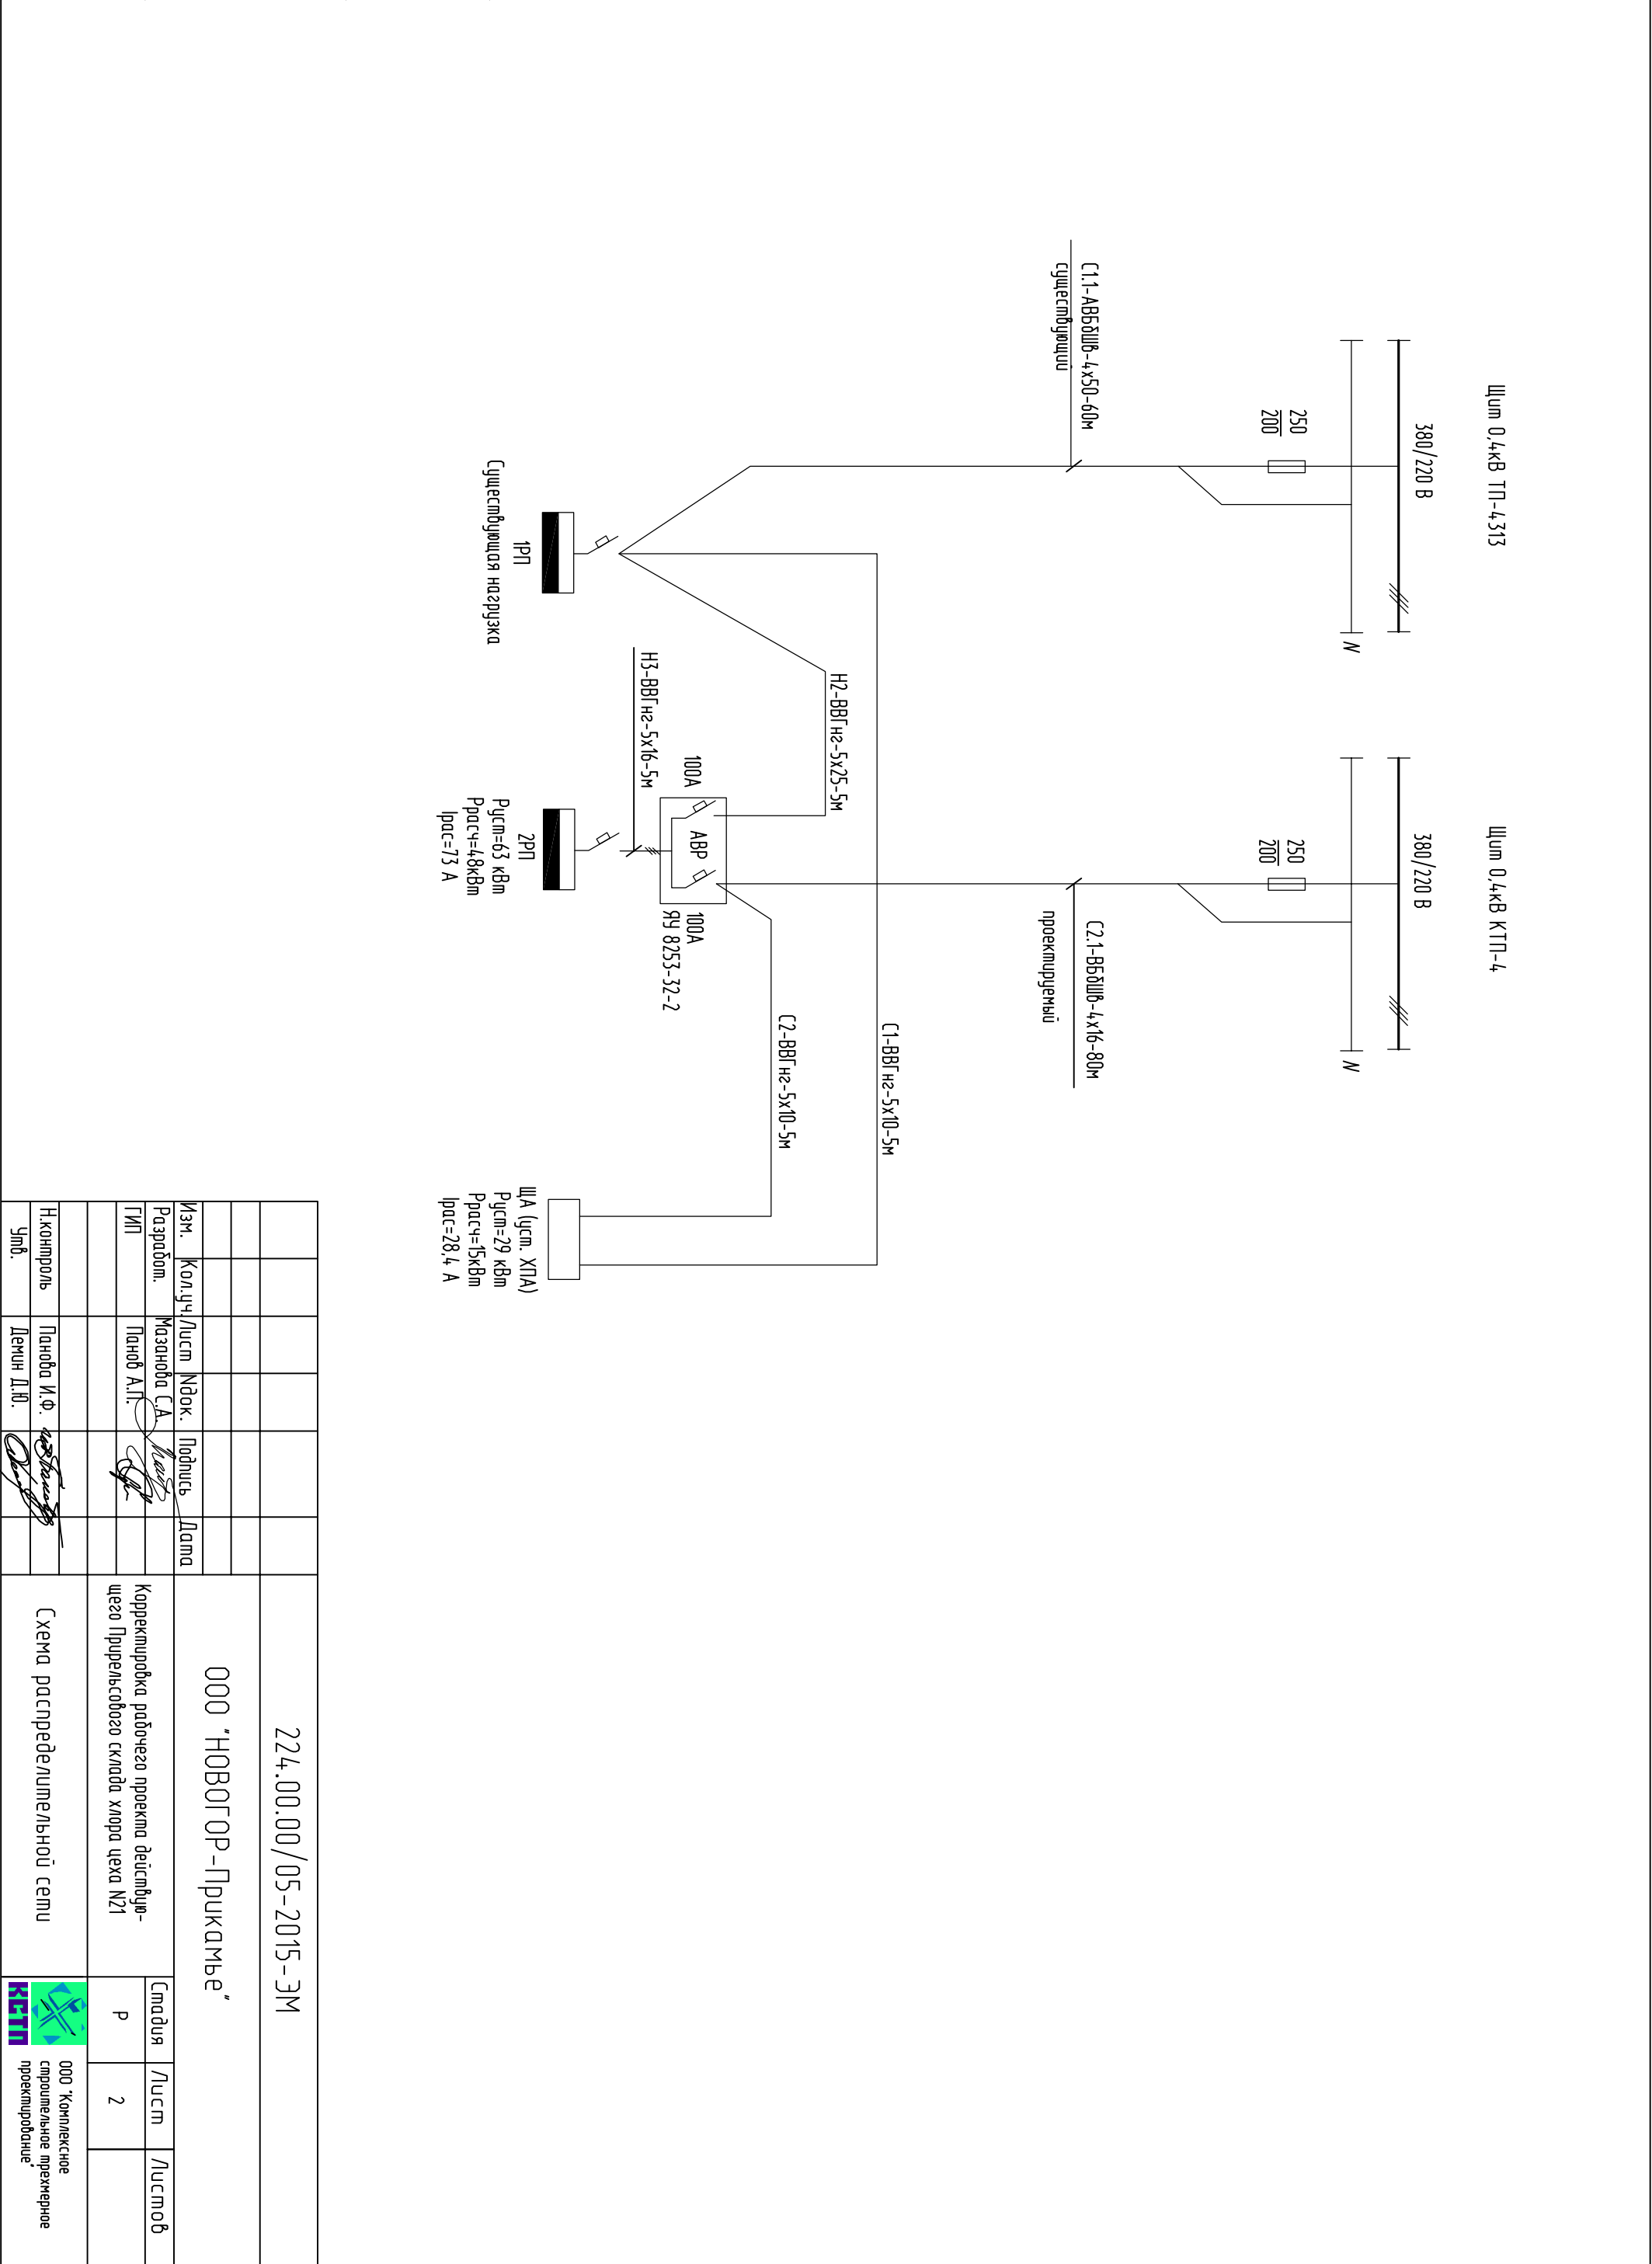 Щит 0,4кВ ТП-4313
380/220 В
N
250
200
С1.1-АВБбШв-4х50-60м
существующий
Щит 0,4кВ КТП-4
380/220 В
N
250
200
С2.1-ВБбШв-4х16-80м
проектируемый
С1-ВВГнг-5х10-5м
Н2-ВВГнг-5х25-5м
С2-ВВГнг-5х10-5м
100А
АВР
100А
ЯУ 8253-32-2
Н3-ВВГнг-5х16-5м
1РП
Существующая нагрузка
2РП
Руст=63 кВт
Ррасч=48кВт
Iрас=73 А
ЩА (уст. ХПА)
Руст=29 кВт
Ррасч=15кВт
Iрас=28,4 А
224.00.00/05-2015-ЭМ
ООО "НОВОГОР-Прикамье"
Изм. Кол.уч. Лист Nдок. Подпись Дата
Разработ. Мазанова С.А.
ГИП Панов А.П.
Н.контроль Панова И.Ф.
Утв. Демин Д.Ю.
Корректировка рабочего проекта действую-
щего Прирельсового склада хлора цеха N21
Стадия Лист Листов
Р 2
Схема распределительной сети
КСТП
ООО "Комплексное
строительное трехмерное
проектирование"